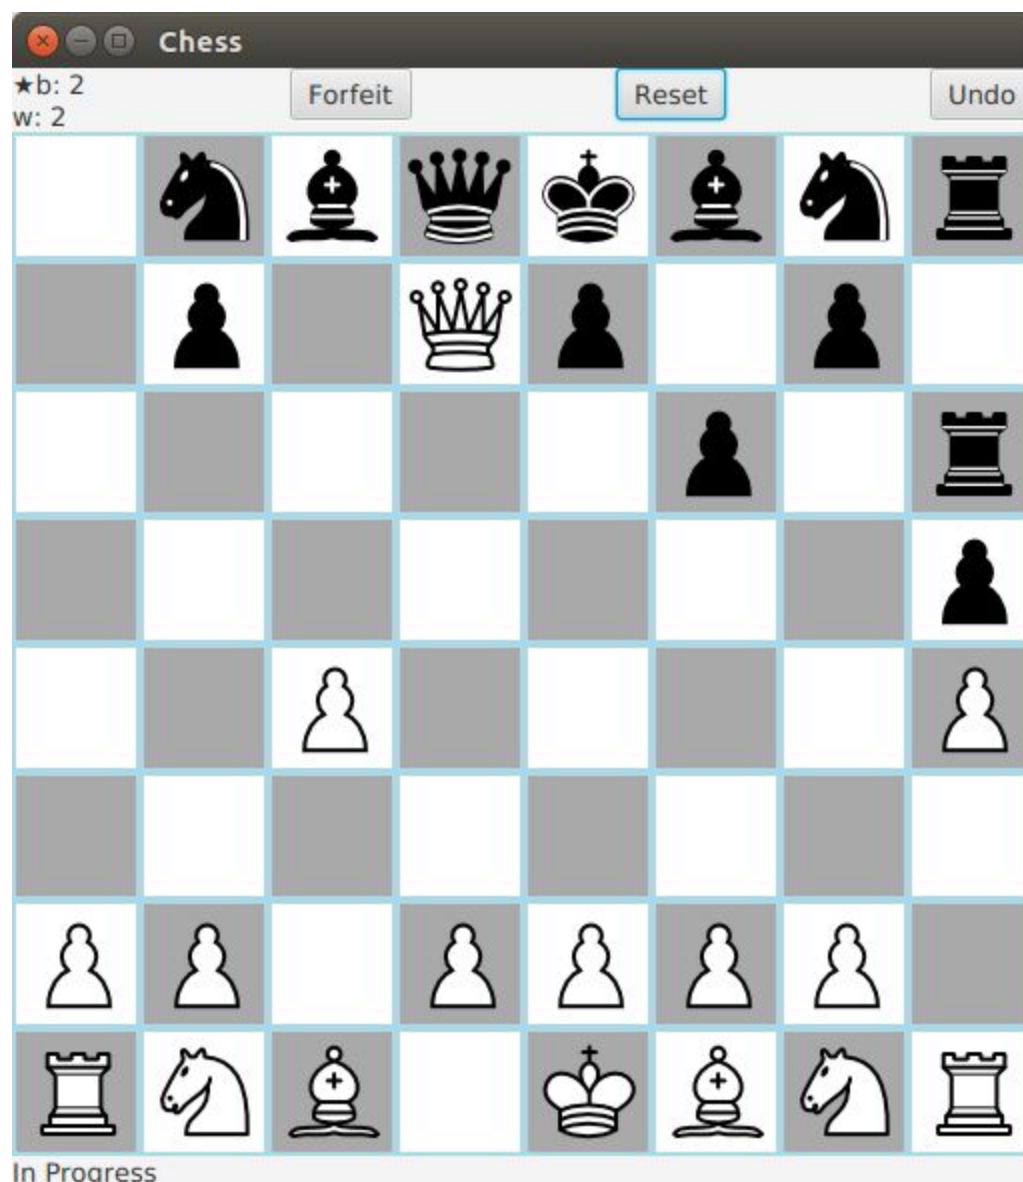 Chess
★b: 2
w: 2
Forfeit
Reset
Undo
In Progress